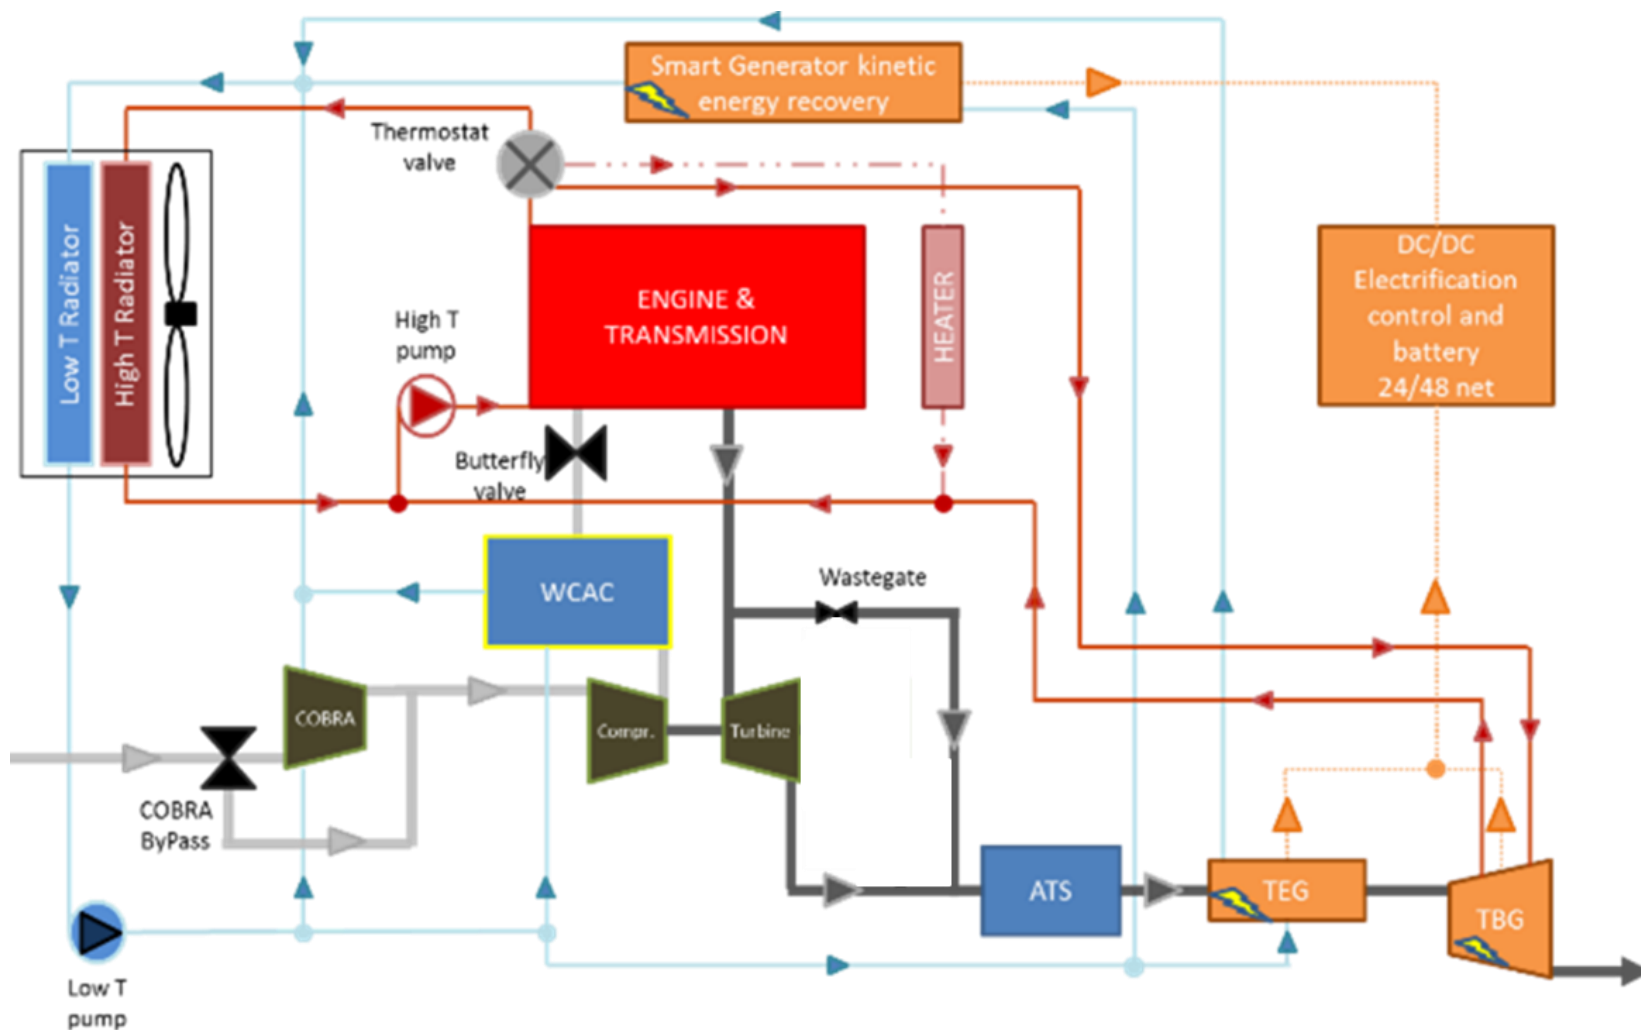 Smart Generator kinetic
energy recovery
Thermostat
valve
Low T Radiator
High T Radiator
ENGINE &
TRANSMISSION
HEATER
DC/DC
Electrification
control and
battery
24/48 net
High T
pump
Butterfly
valve
WCAC
Wastegate
COBRA
Compr.
Turbine
COBRA
ByPass
ATS
TEG
TBG
Low T
pump